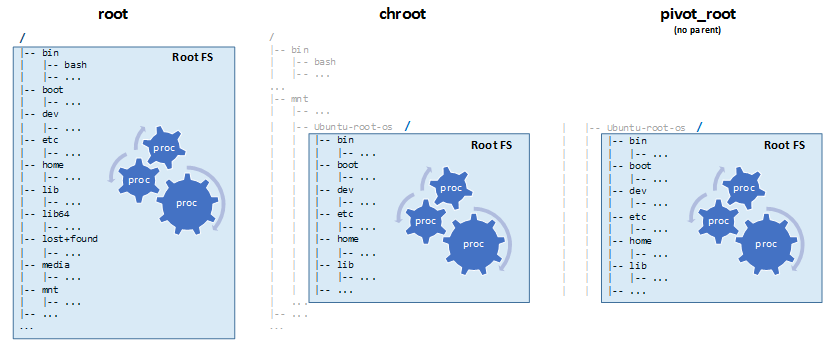 root
/
|-- bin
|   |-- bash
|   |-- ...
|-- boot
|   |-- ...
|-- dev
|   |-- ...
|-- etc
|   |-- ...
|-- home
|   |-- ...
|-- lib
|   |-- ...
|-- lib64
|   |-- ...
|-- lost+found
|   |-- ...
|-- media
|   |-- ...
|-- mnt
|   |-- ...
|-- ...
...
Root FS
proc
proc
proc
chroot
/
|-- bin
|   |-- bash
|   |-- ...
...
|-- mnt
|   |-- ...
|   |-- Ubuntu-root-os /
|   |   |-- bin
|   |   |   |-- ...
|   |   |-- boot
|   |   |   |-- ...
|   |   |-- dev
|   |   |   |-- ...
|   |   |-- etc
|   |   |   |-- ...
|   |   |-- home
|   |   |   |-- ...
|   |   |-- lib
|   |   |   |-- ...
|   ... |-- ...
|-- ...
...
Root FS
proc
proc
proc
pivot_root
(no parent)
|   |-- Ubuntu-root-os /
|   |   |-- bin
|   |   |   |-- ...
|   |   |-- boot
|   |   |   |-- ...
|   |   |-- dev
|   |   |   |-- ...
|   |   |-- etc
|   |   |   |-- ...
|   |   |-- home
|   |   |   |-- ...
|   |   |-- lib
|   |   |   |-- ...
|   |   |-- ...
Root FS
proc
proc
proc